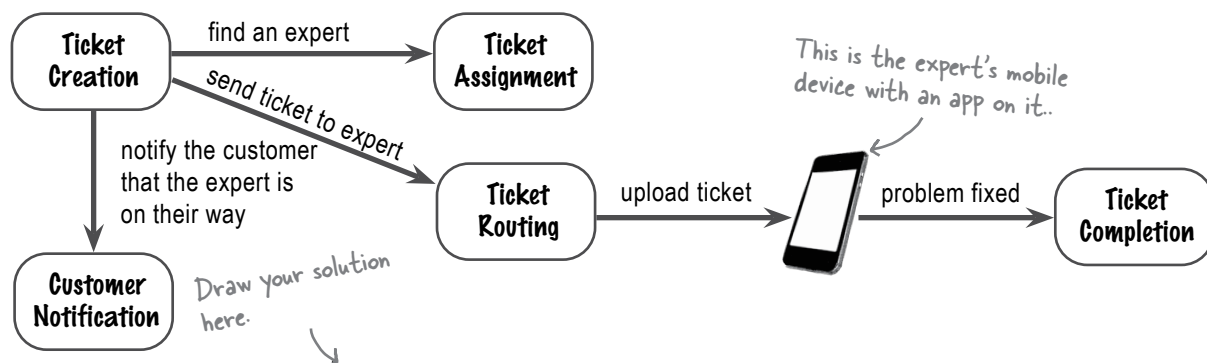 Ticket
Creation
find an expert
Ticket
Assignment
send ticket to expert
This is the expert's mobile
device with an app on it..
notify the customer
that the expert is
on their way
Ticket
Routing
upload ticket
problem fixed
Ticket
Completion
Customer
Notification
Draw your solution
here.